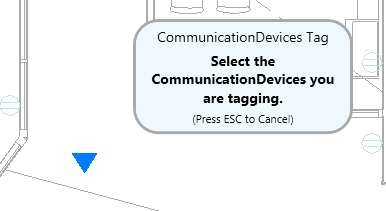 CommunicationDevices Tag
Select the
CommunicationDevices you
are tagging.
(Press ESC to Cancel)